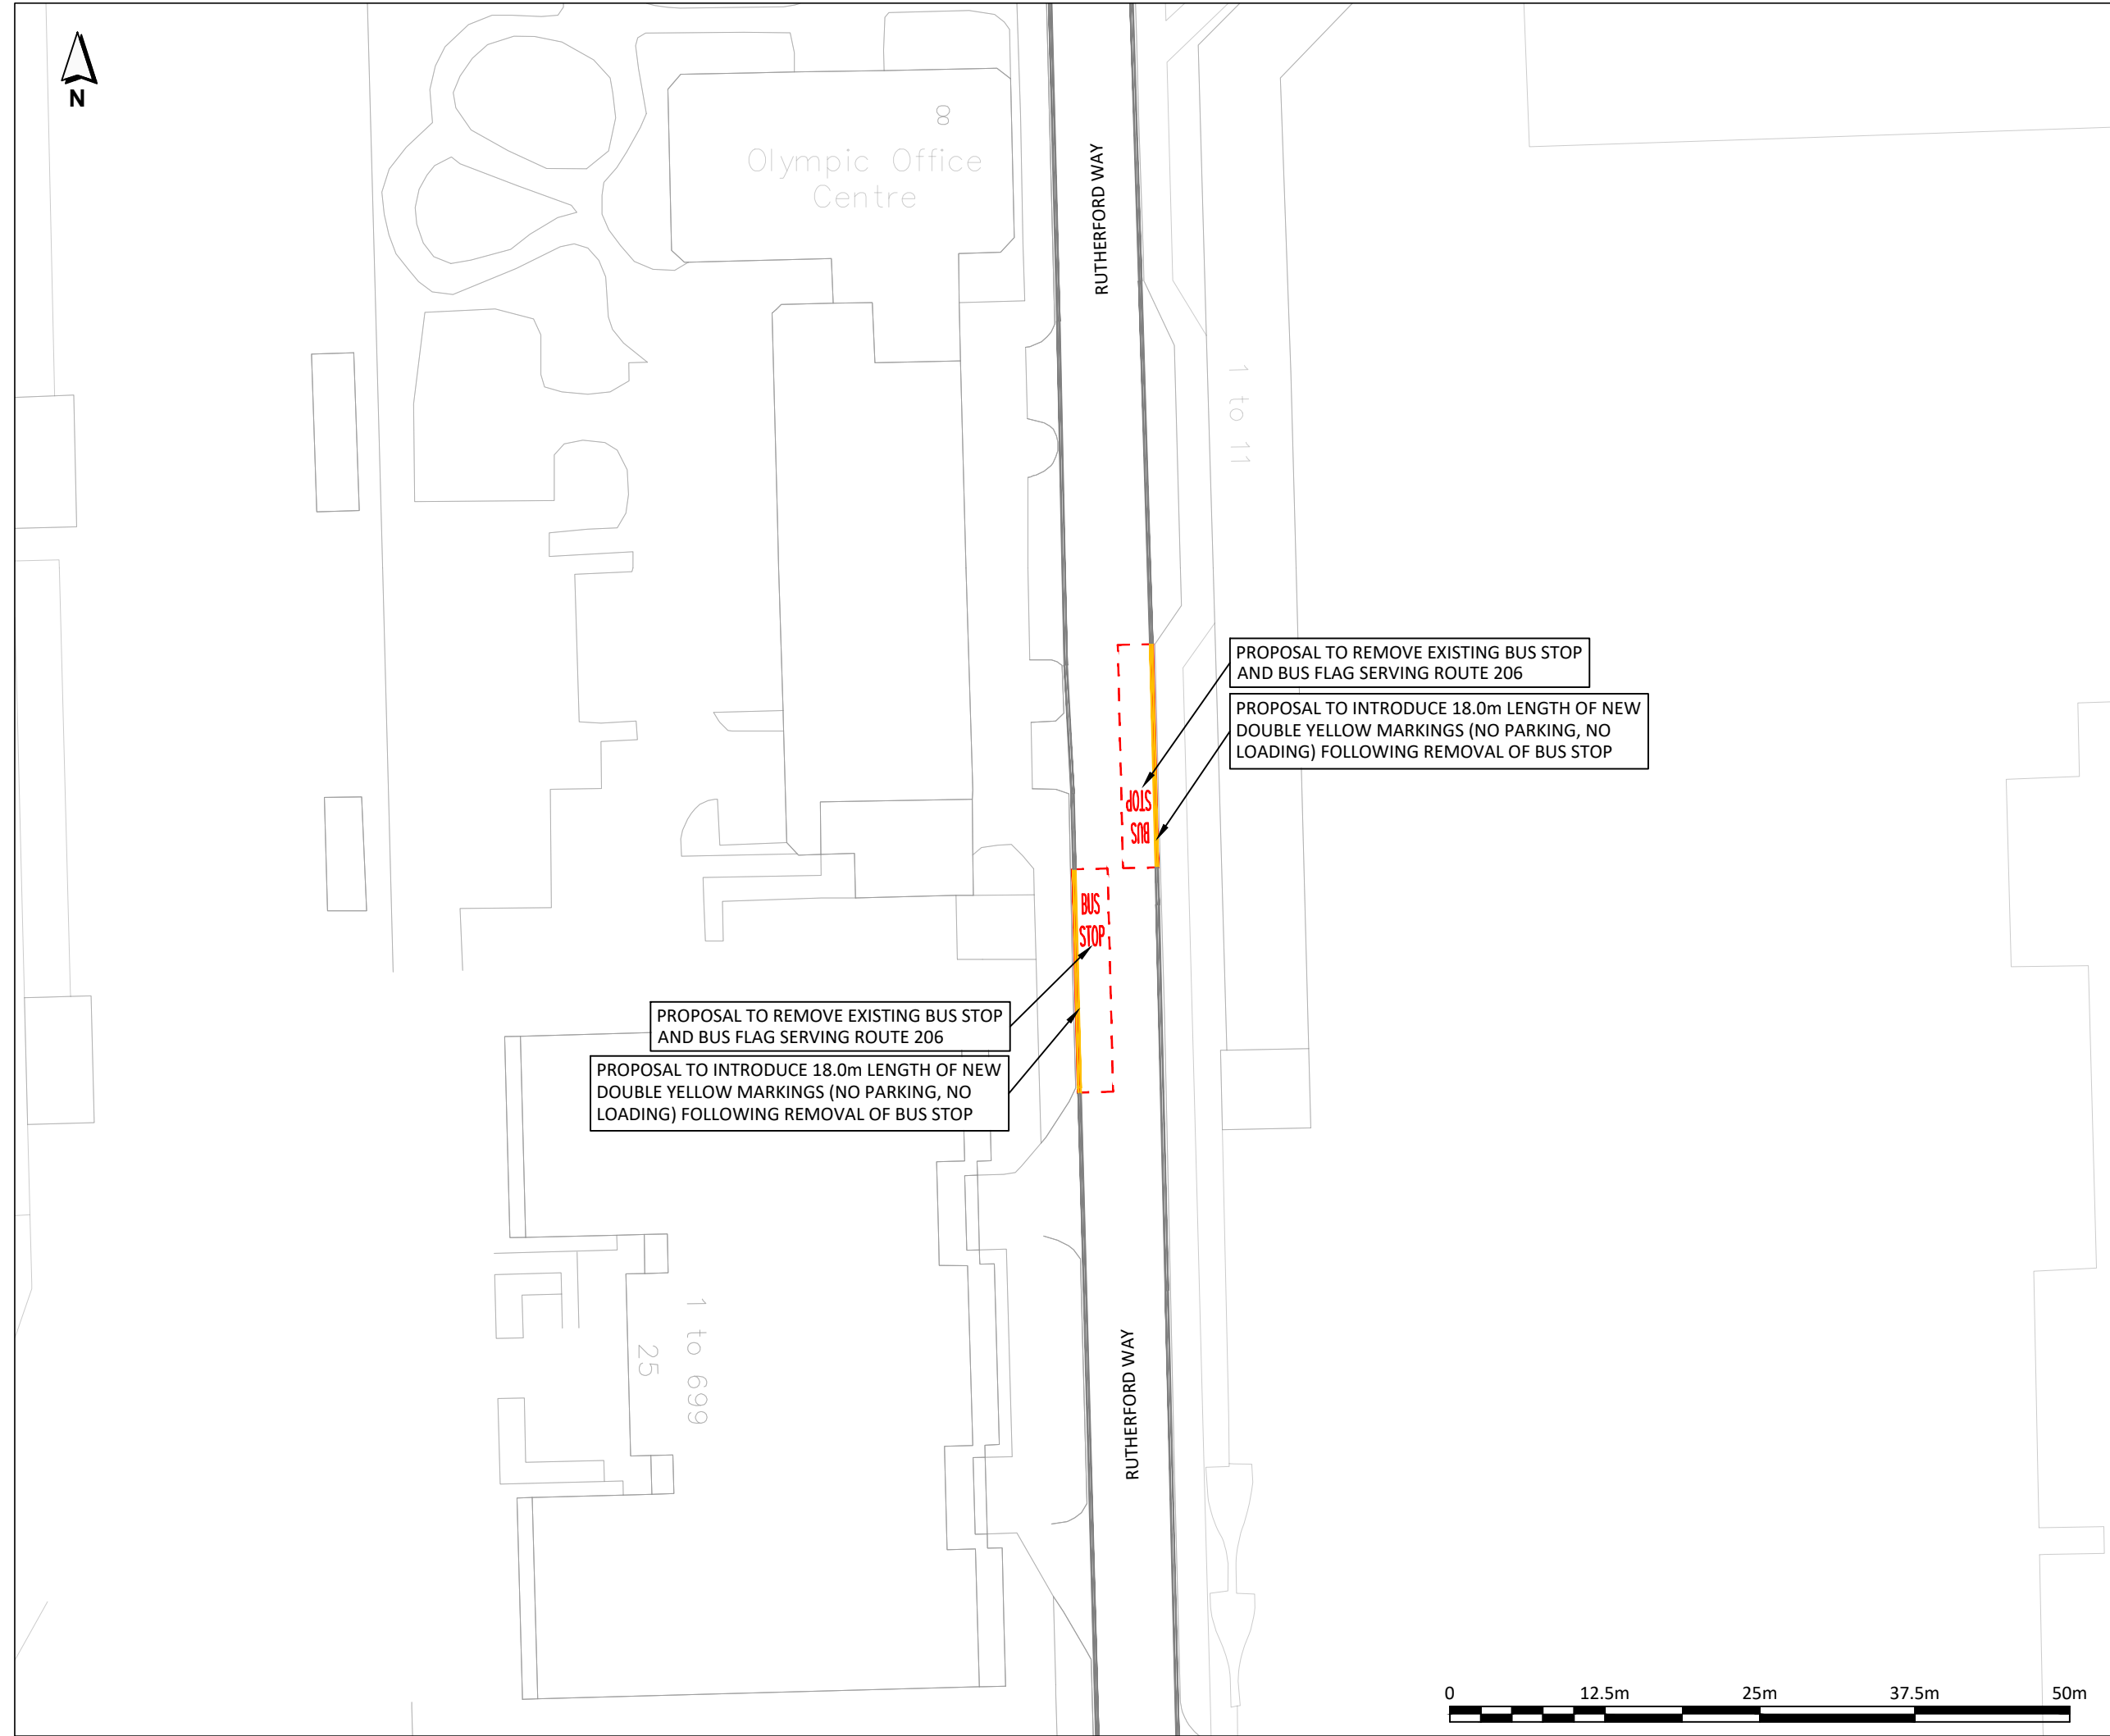 N
8
Olympic Office
Centre
RUTHERFORD WAY
1 to 11
PROPOSAL TO REMOVE EXISTING BUS STOP
AND BUS FLAG SERVING ROUTE 206
PROPOSAL TO INTRODUCE 18.0m LENGTH OF NEW
DOUBLE YELLOW MARKINGS (NO PARKING, NO
LOADING) FOLLOWING REMOVAL OF BUS STOP
BUS
STOP
BUS
STOP
PROPOSAL TO REMOVE EXISTING BUS STOP
AND BUS FLAG SERVING ROUTE 206
PROPOSAL TO INTRODUCE 18.0m LENGTH OF NEW
DOUBLE YELLOW MARKINGS (NO PARKING, NO
LOADING) FOLLOWING REMOVAL OF BUS STOP
1 to 699
25
RUTHERFORD WAY
0 12.5m 25m 37.5m 50m